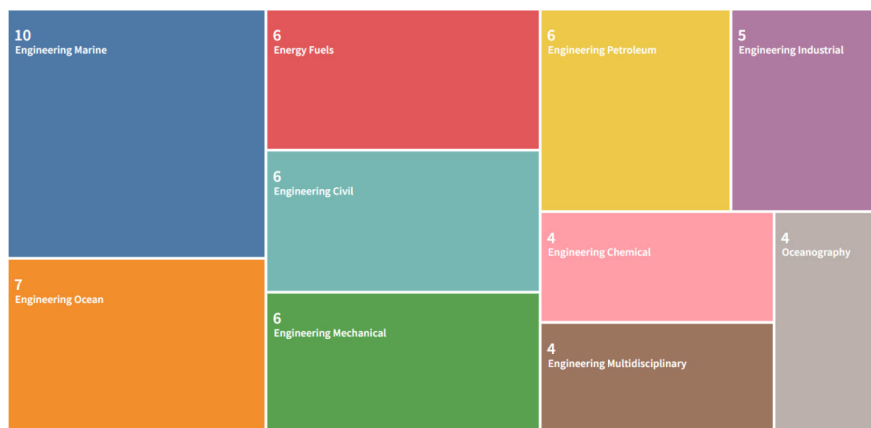 10
Engineering Marine
7
Engineering Ocean
6
Energy Fuels
6
Engineering Civil
6
Engineering Mechanical
6
Engineering Petroleum
5
Engineering Industrial
4
Engineering Chemical
4
Engineering Multidisciplinary
4
Oceanography